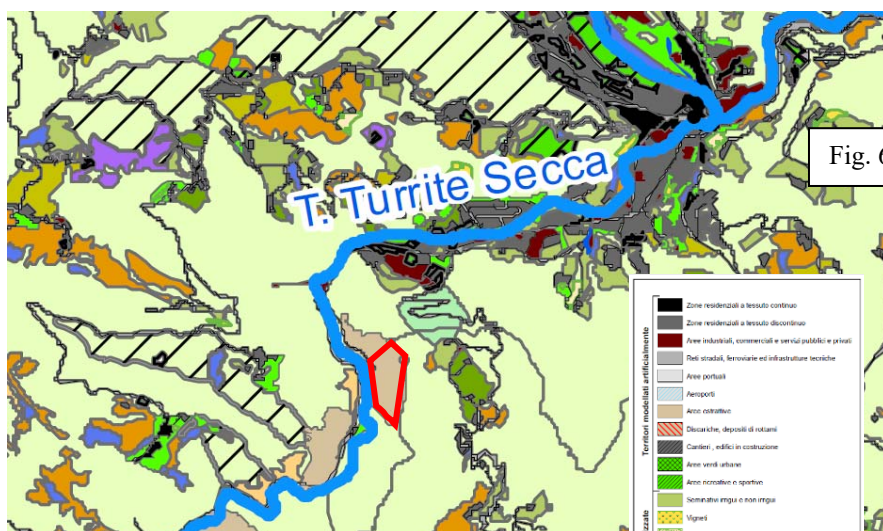 T. Turrite Secca
Fig. 6
Territori modellati artificialmente
Zone residenziali a tessuto continuo
Zone residenziali a tessuto discontinuo
Aree industriali, commerciali e servizi pubblici e privati
Reti stradali, ferroviarie ed infrastrutture tecniche
Aree portuali
Aeroporti
Aree estrattive
Discariche, depositi di rottami
Cantieri, edifici in costruzione
Aree verdi urbane
Aree ricreative e sportive
Seminativi irrigui e non irrigui
Vigneti